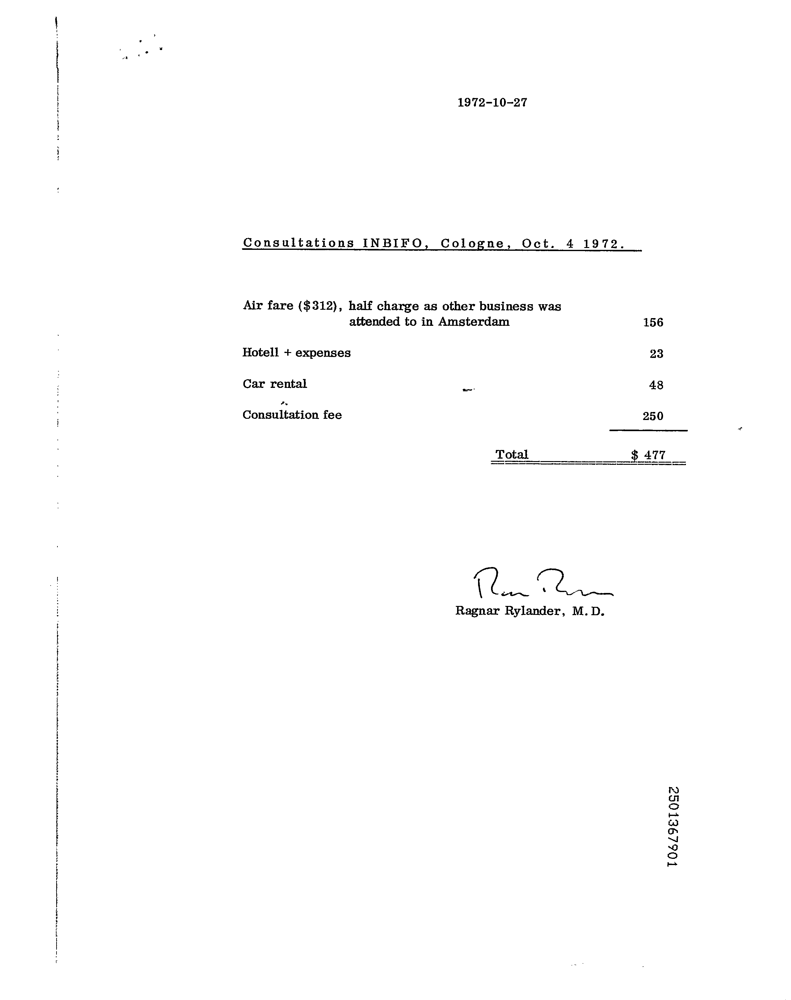 1972-10-27
Consultations INBIFO, Cologne, Oct. 4 1972.
Air fare ($312), half charge as other business was
attended to in Amsterdam 156
Hotell + expenses 23
Car rental 48
Consultation fee 250
Total $ 477
Ragnar Rylander, M.D.
2501367901